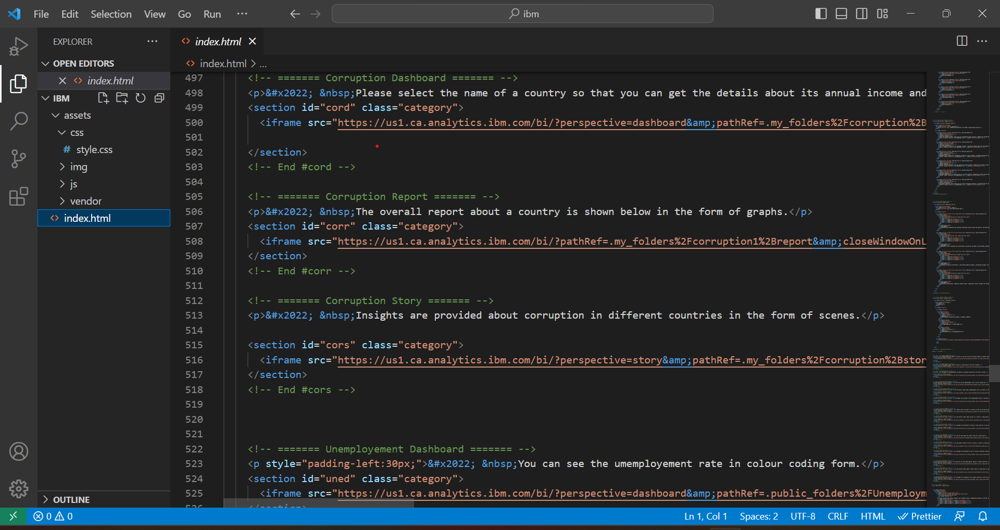 File Edit Selection View Go Run ··· ibm
EXPLORER ···
OPEN EDITORS
index.html
IBM
assets
css
# style.css
img
js
vendor
<> index.html
OUTLINE
<> index.html
<> index.html > ...
497 <!-- ======= Corruption Dashboard ======= -->
498 <p>&#x2022; &nbsp;Please select the name of a country so that you can get the details about its annual income and
499 <section id="cord" class="category">
500 <iframe src="https://us1.ca.analytics.ibm.com/bi/?perspective=dashboard&amp;pathRef=.my_folders%2Fcorruption%2B
501
502 </section>
503 <!-- End #cord -->
504
505 <!-- ======= Corruption Report ======= -->
506 <p>&#x2022; &nbsp;The overall report about a country is shown below in the form of graphs.</p>
507 <section id="corr" class="category">
508 <iframe src="https://us1.ca.analytics.ibm.com/bi/?pathRef=.my_folders%2Fcorruption1%2Breport&amp;closeWindowOnL
509 </section>
510 <!-- End #corr -->
511
512 <!-- ======= Corruption Story ======= -->
513 <p>&#x2022; &nbsp;Insights are provided about corruption in different countries in the form of scenes.</p>
514
515 <section id="cors" class="category">
516 <iframe src="https://us1.ca.analytics.ibm.com/bi/?perspective=story&amp;pathRef=.my_folders%2Fcorruption%2Bstor
517 </section>
518 <!-- End #cors -->
519
520
521
522 <!-- ======= Unemployement Dashboard ======= -->
523 <p style="padding-left:30px;">&#x2022; &nbsp;You can see the umemployement rate in colour coding form.</p>
524 <section id="uned" class="category">
525 <iframe src="https://us1.ca.analytics.ibm.com/bi/?perspective=dashboard&amp;pathRef=.public_folders%2FUnemploym
0 0 Ln 1, Col 1 Spaces: 2 UTF-8 CRLF HTML Prettier